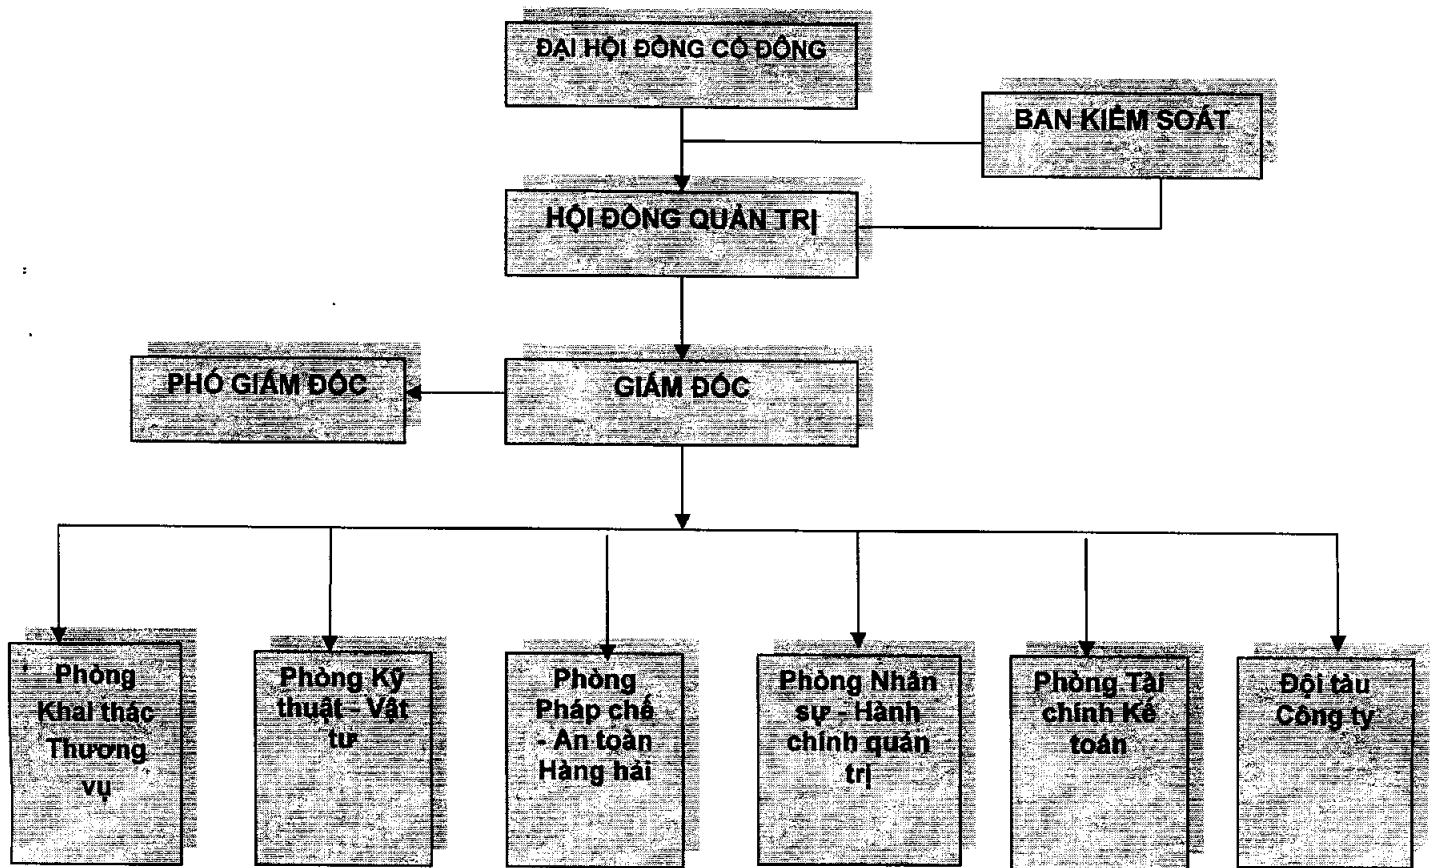 ĐẠI HỘI ĐỒNG CỔ ĐÔNG
BAN KIỂM SOÁT
HỘI ĐỒNG QUẢN TRỊ
PHÓ GIÁM ĐỐC
GIÁM ĐỐC
Phòng
Khai thác
Thương
vụ
Phòng Kỹ
thuật – Vật
tư
Phòng
Pháp chế
- An toàn
Hàng hải
Phòng Nhân
sự – Hành
chính quản
trị
Phòng Tài
chính Kế
toán
Đội tàu
Công ty